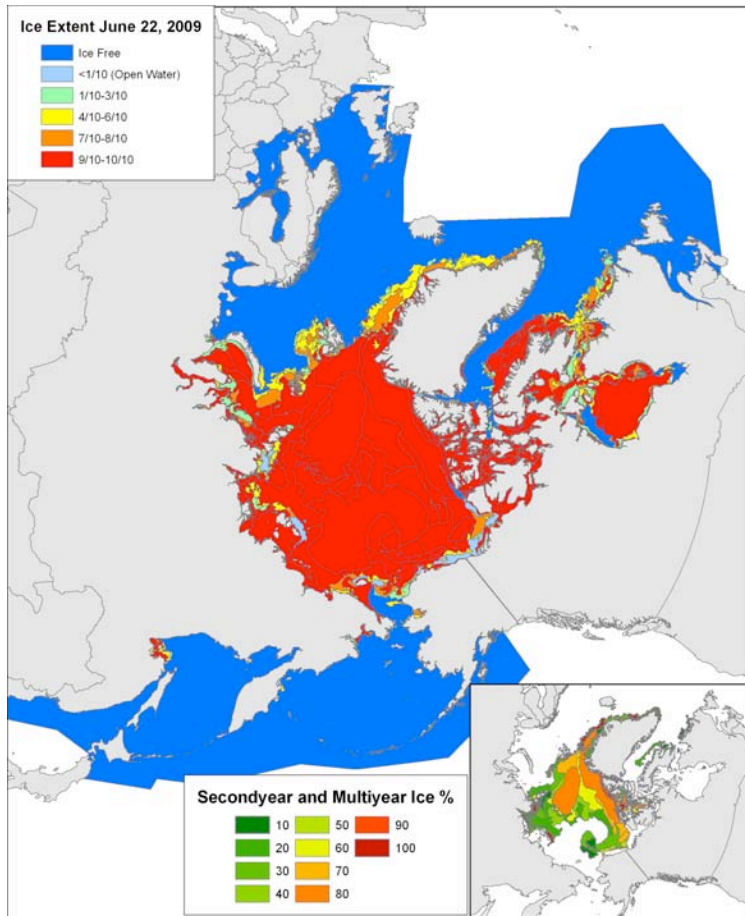 Ice Extent June 22, 2009
Ice Free
<1/10 (Open Water)
1/10-3/10
4/10-6/10
7/10-8/10
9/10-10/10
Secondyear and Multiyear Ice %
10 50 90
20 60 100
30 70
40 80